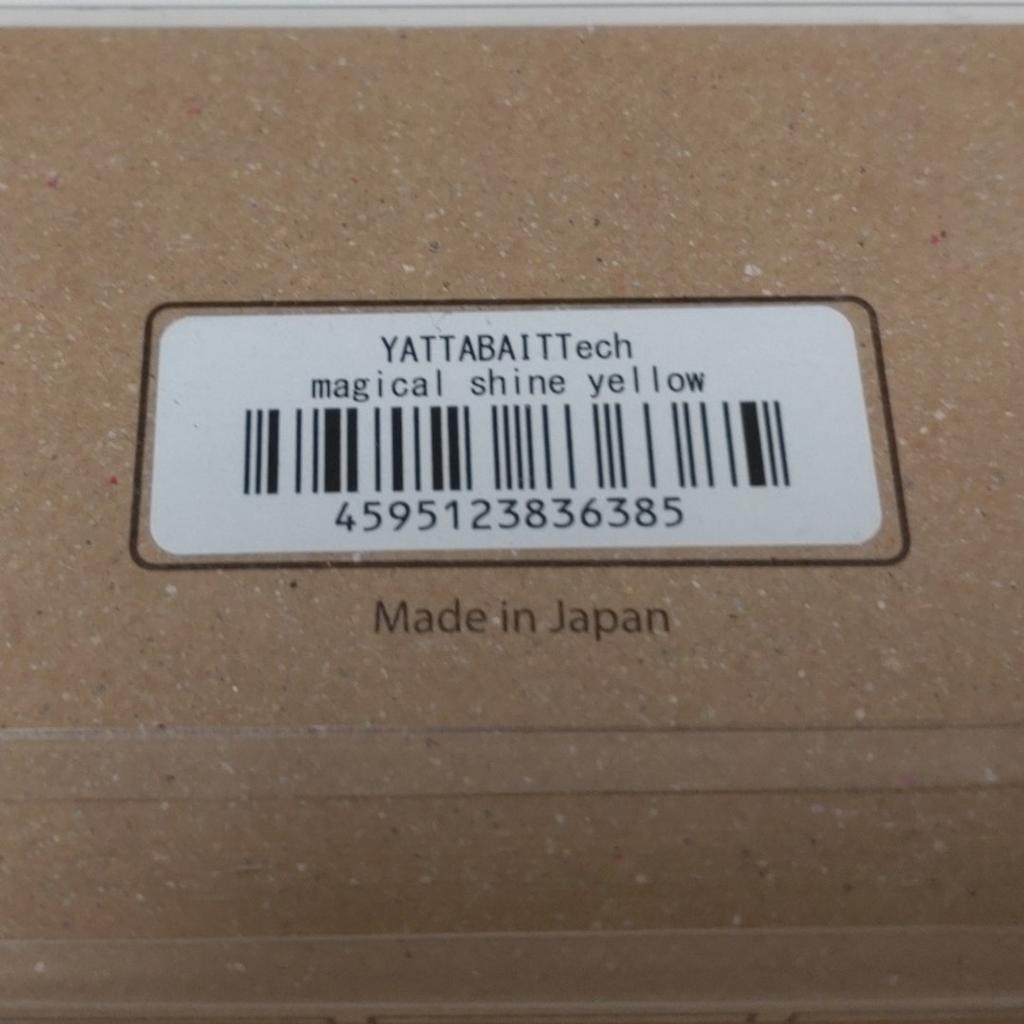 YATTABAITTech
magical shine yellow
4595123836385
Made in Japan